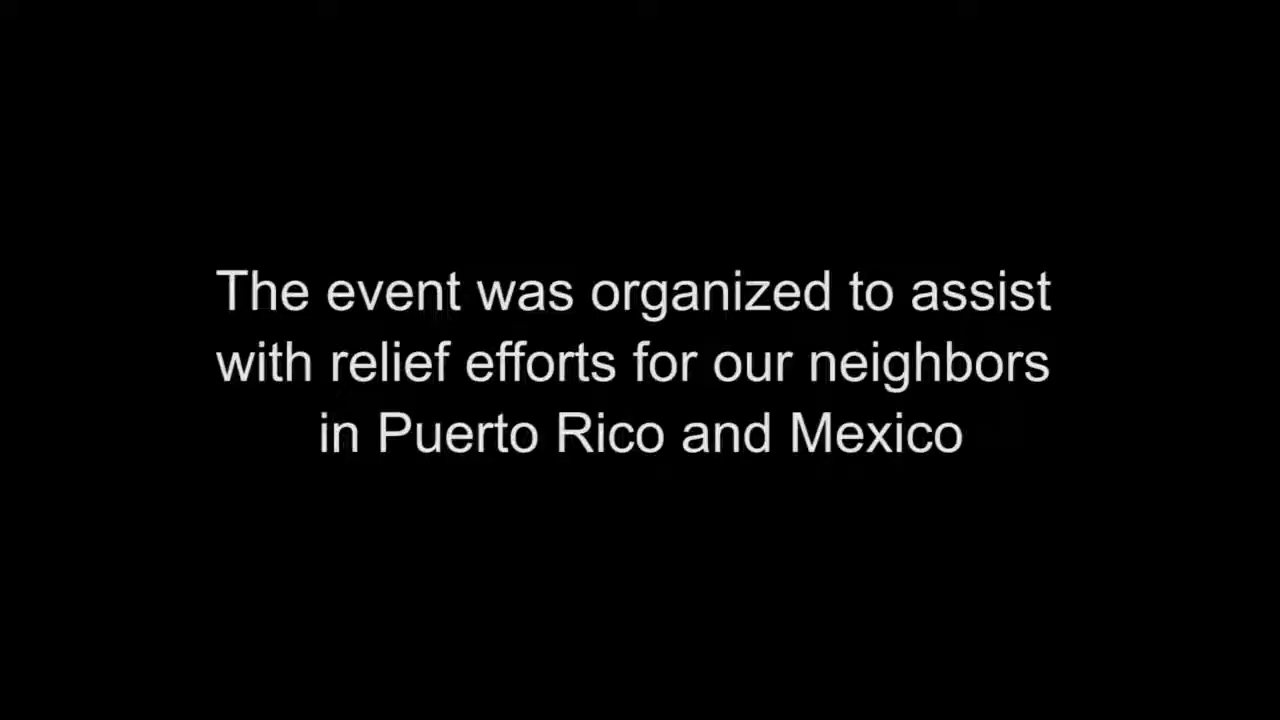 The event was organized to assist
with relief efforts for our neighbors
in Puerto Rico and Mexico